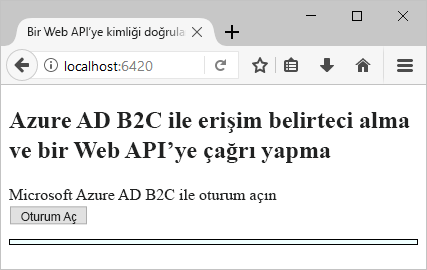 Bir Web API’ye kimliği doğrula
localhost:6420
Azure AD B2C ile erişim belirteci alma
ve bir Web API’ye çağrı yapma
Microsoft Azure AD B2C ile oturum açın
Oturum Aç